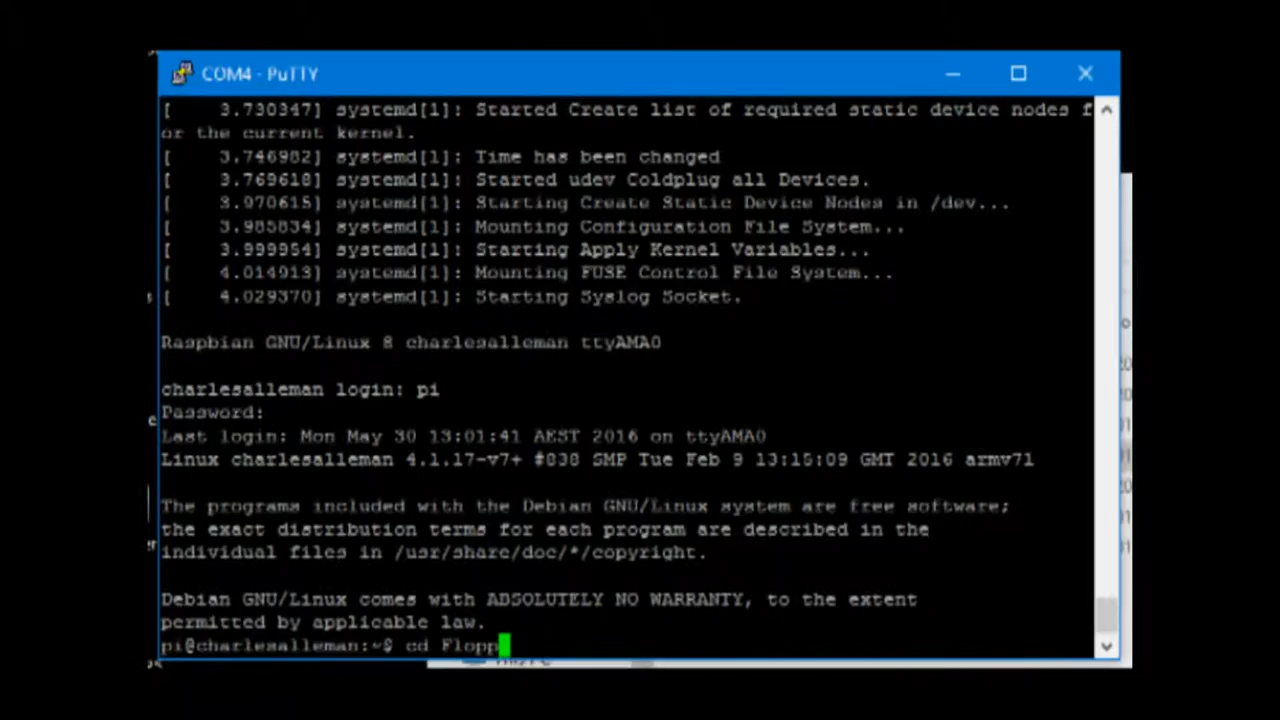 COM4 - PuTTY
[    3.730347] systemd[1]: Started Create list of required static device nodes f
or the current kernel.
[    3.746982] systemd[1]: Time has been changed
[    3.769618] systemd[1]: Started udev Coldplug all Devices.
[    3.970615] systemd[1]: Starting Create Static Device Nodes in /dev...
[    3.985834] systemd[1]: Mounting Configuration File System...
[    3.999954] systemd[1]: Starting Apply Kernel Variables...
[    4.014913] systemd[1]: Mounting FUSE Control File System...
[    4.029370] systemd[1]: Starting Syslog Socket.
Raspbian GNU/Linux 8 charlesalleman ttyAMA0
charlesalleman login: pi
Password:
Last login: Mon May 30 13:01:41 AEST 2016 on ttyAMA0
Linux charlesalleman 4.1.17-v7+ #838 SMP Tue Feb 9 13:15:09 GMT 2016 armv7l
The programs included with the Debian GNU/Linux system are free software;
the exact distribution terms for each program are described in the
individual files in /usr/share/doc/*/copyright.
Debian GNU/Linux comes with ABSOLUTELY NO WARRANTY, to the extent
permitted by applicable law.
pi@charlesalleman:~$ cd Flopp